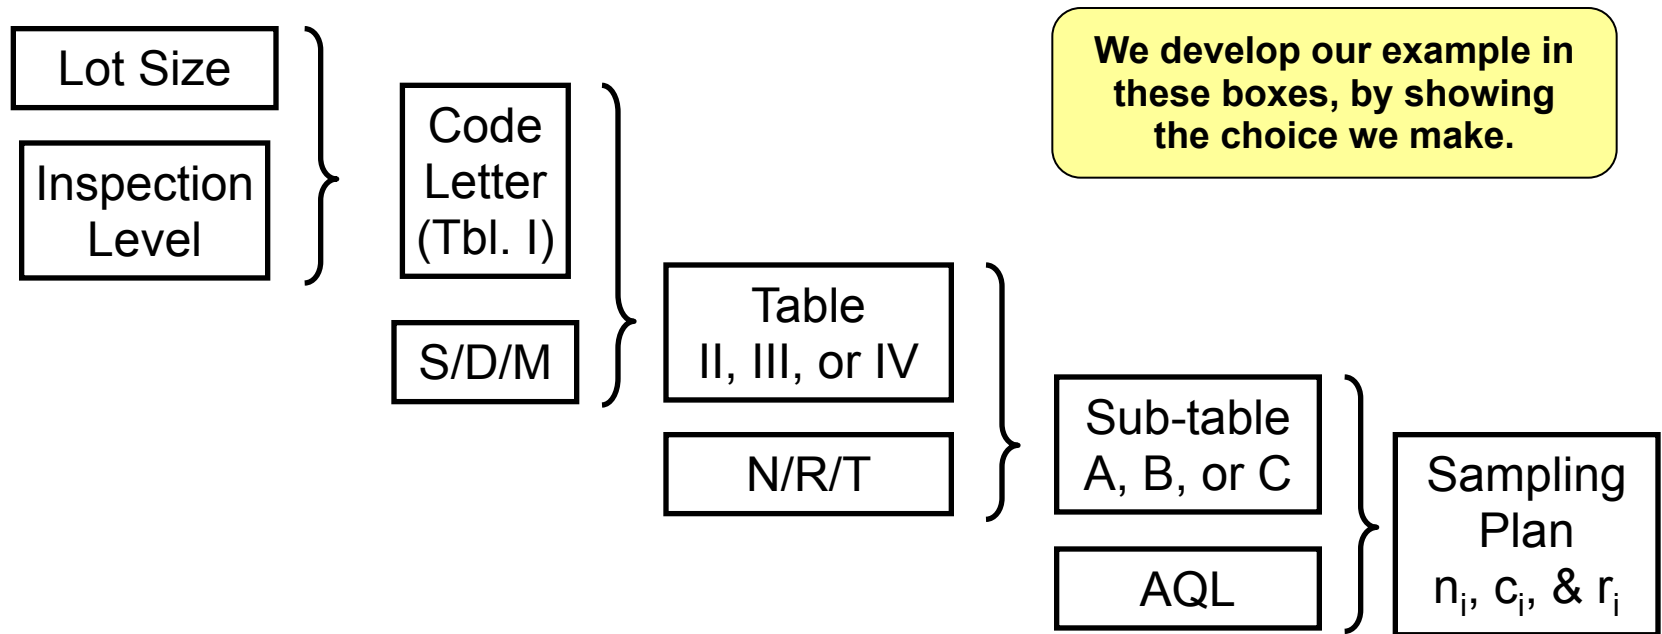 Lot Size
Inspection
Level
Code
Letter
(Tbl. I)
S/D/M
Table
II, III, or IV
N/R/T
Sub-table
A, B, or C
AQL
Sampling
Plan
nᵢ, cᵢ, & rᵢ
We develop our example in
these boxes, by showing
the choice we make.